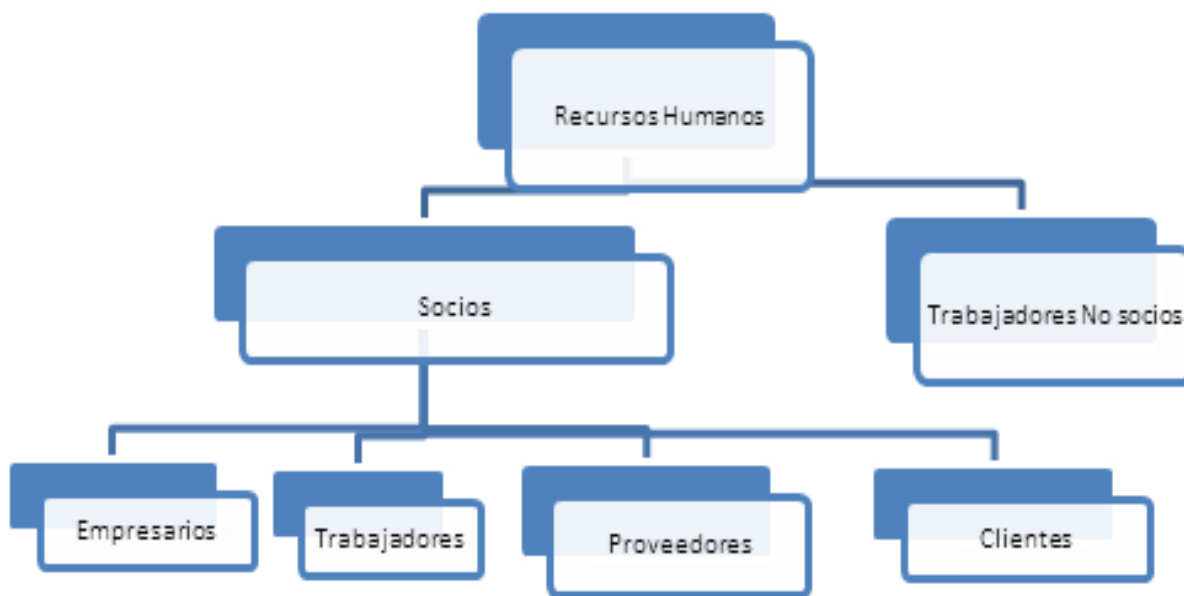 Recursos Humanos
Socios
Trabajadores No socios
Empresarios
Trabajadores
Proveedores
Clientes